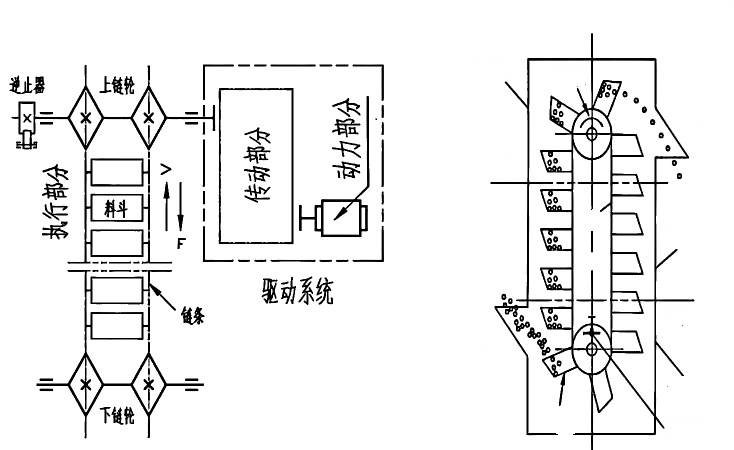 逆止器
上链轮
执行部分
料斗
V
F
链条
下链轮
传动部分
动力部分
驱动系统